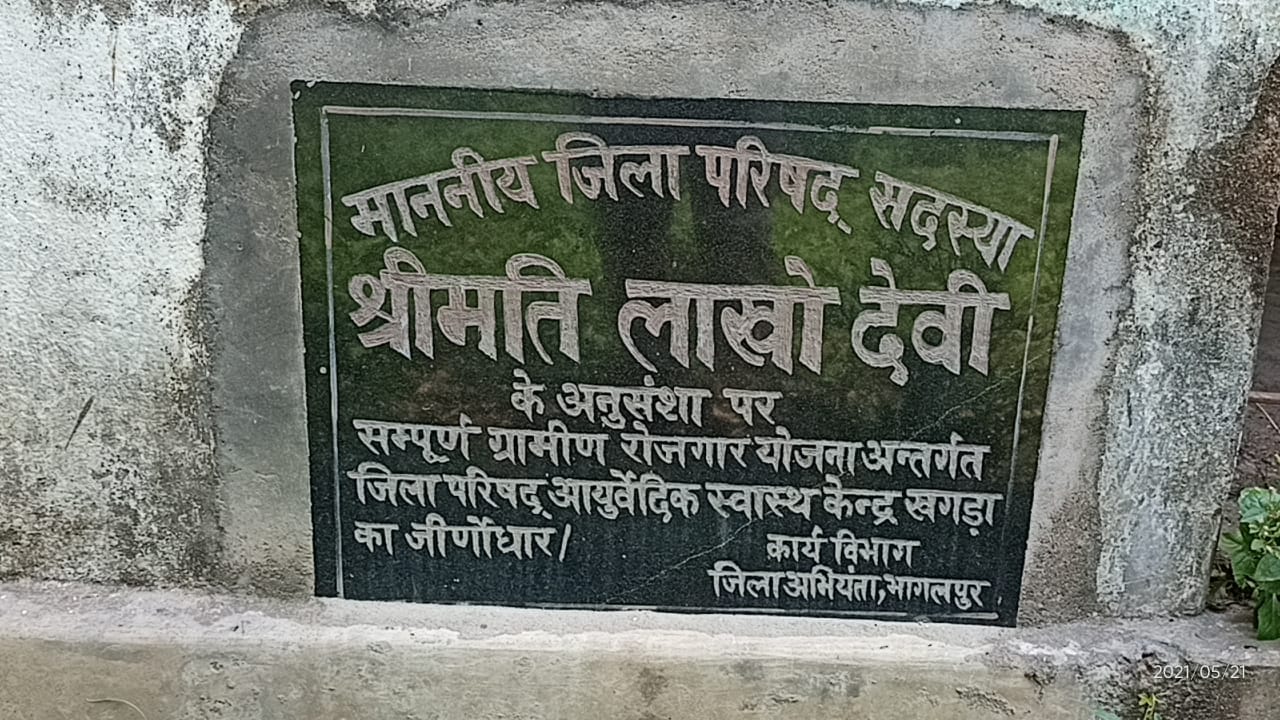 माननीय जिला परिषद् सदस्या
श्रीमति लाखो देवी
के अनुसंशा पर
सम्पूर्ण ग्रामीण रोजगार योजना अन्तर्गत
जिला परिषद् आयुर्वेदिक स्वास्थ केन्द्र खगड़ा
का जीर्णोधार/
कार्य विभाग
जिला अभियंता, भागलपुर
2021/05/21